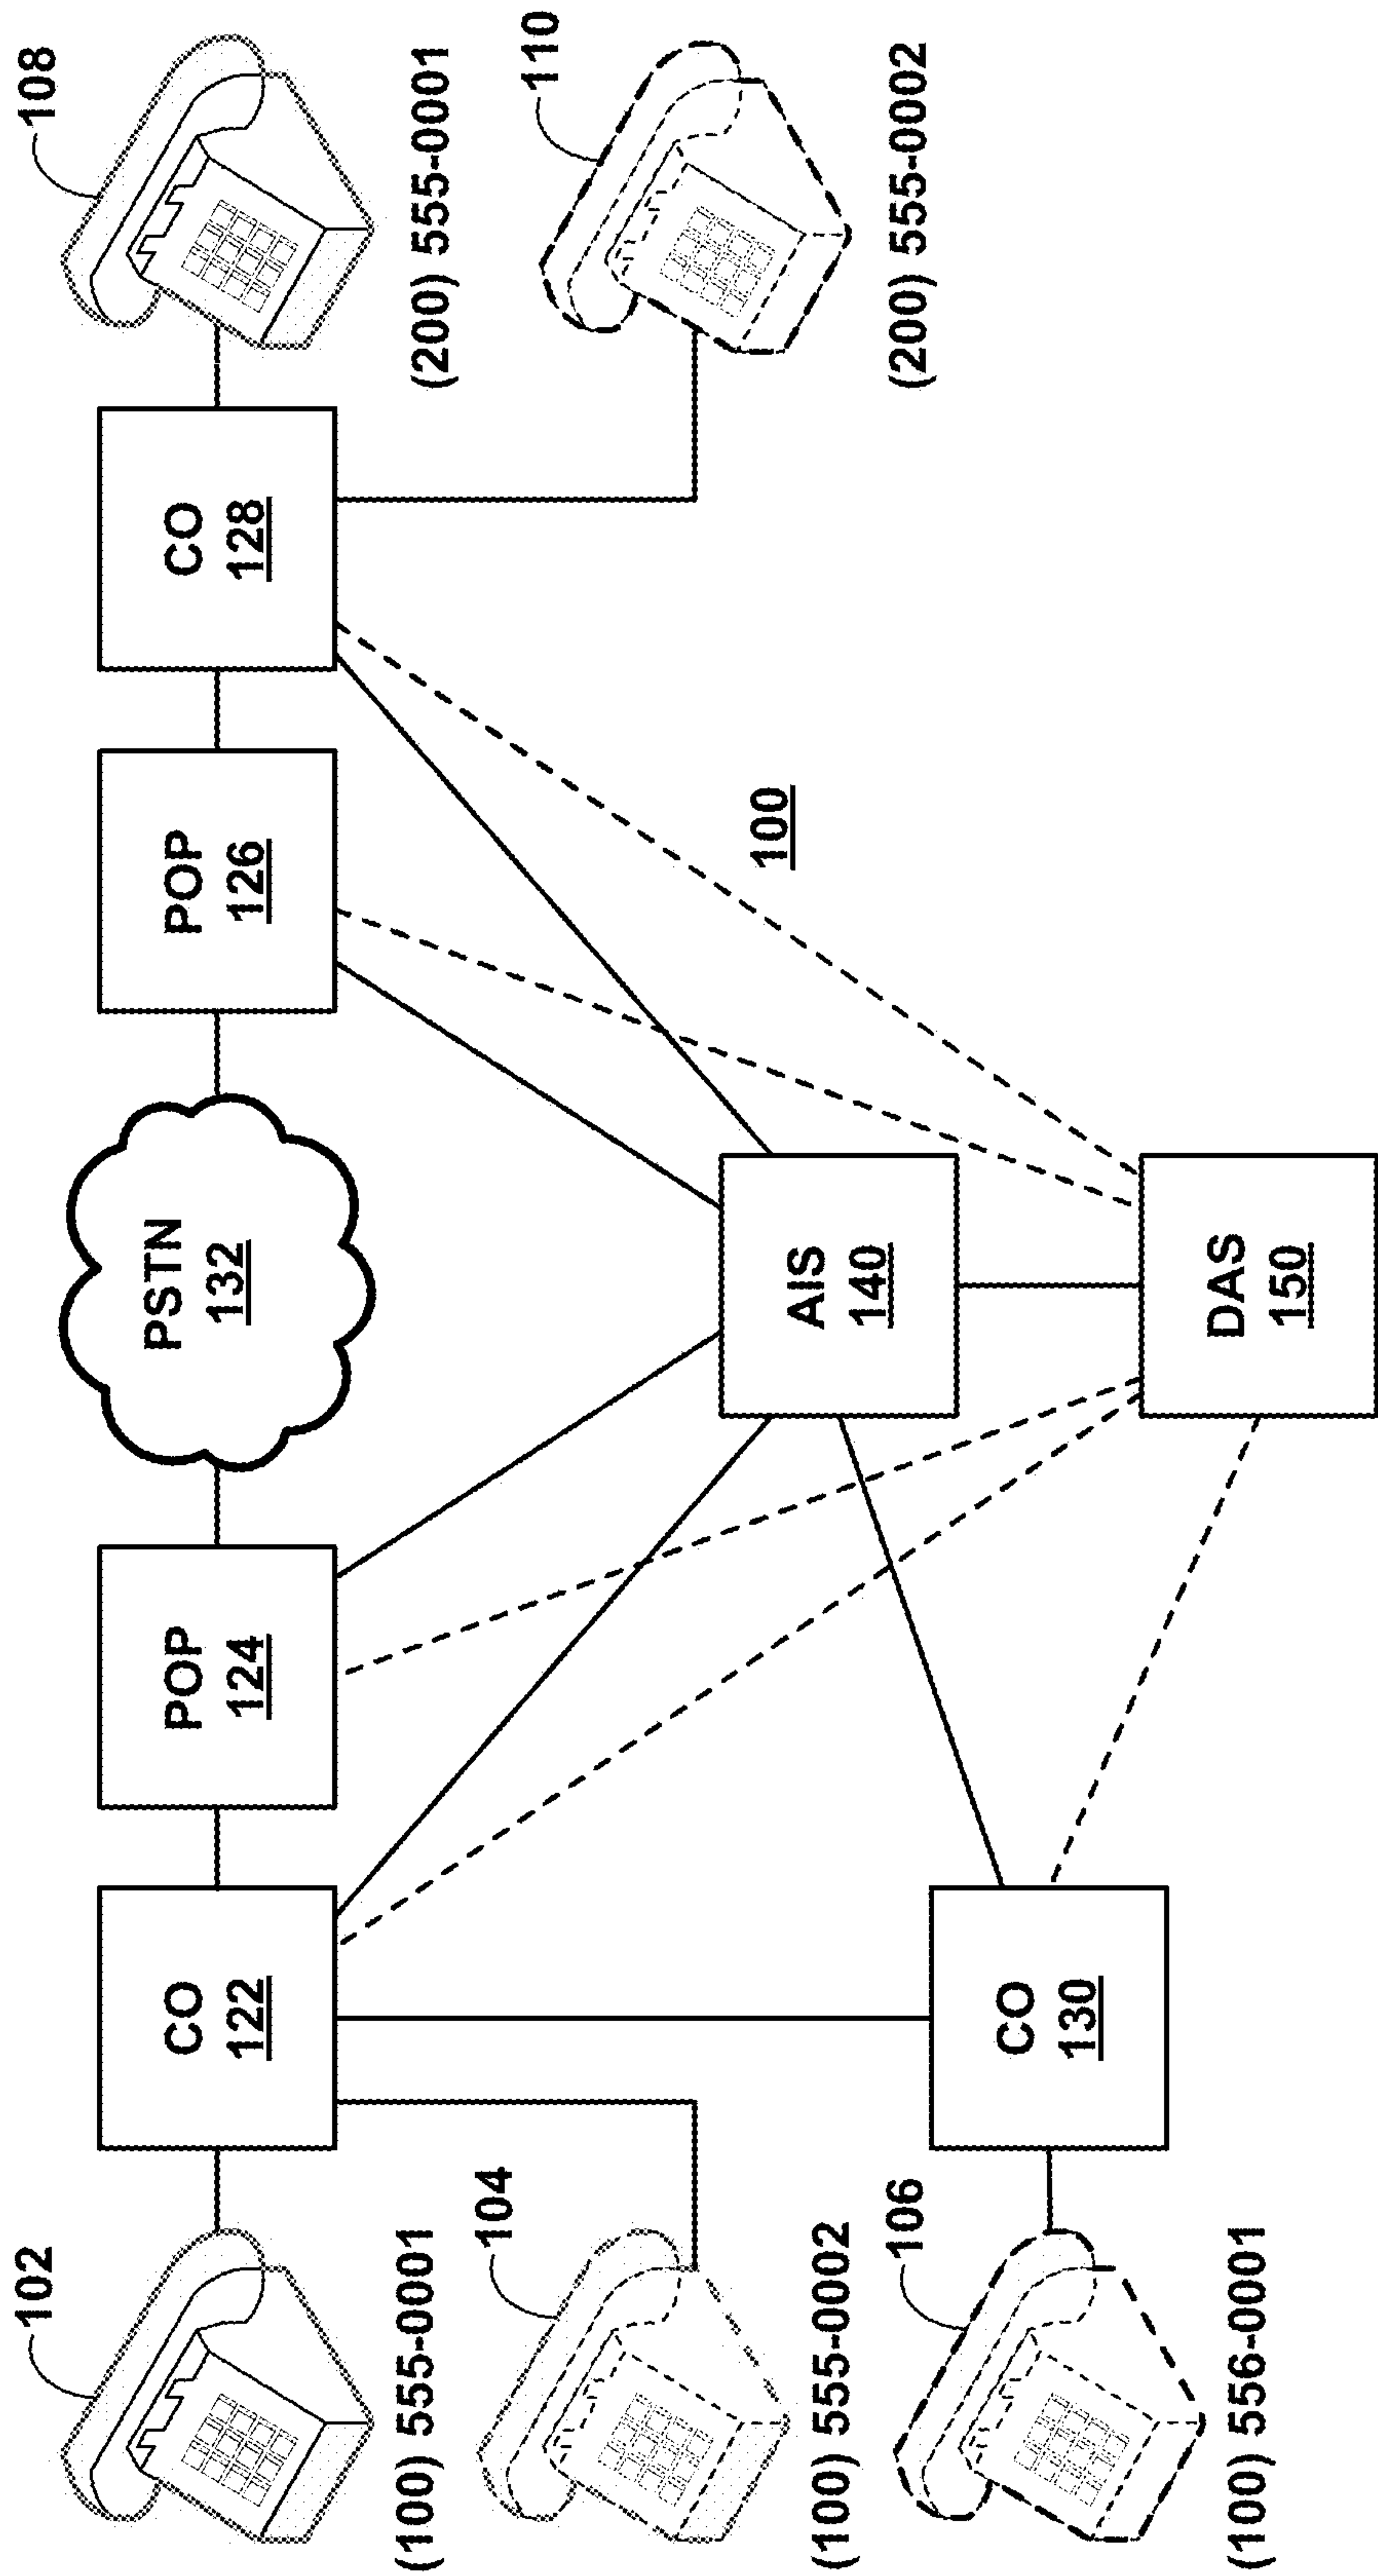 102
(100) 555-0001
104
(100) 555-0002
106
(100) 556-0001
CO
122
POP
124
PSTN
132
POP
126
CO
128
108
(200) 555-0001
110
(200) 555-0002
CO
130
AIS
140
DAS
150
100